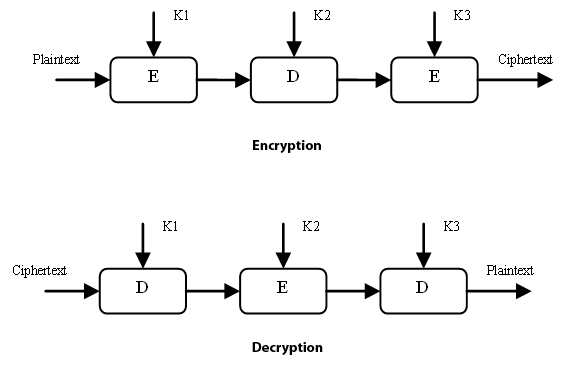 K1 K2 K3
Plaintext Ciphertext
E D E
Encryption
K1 K2 K3
Ciphertext Plaintext
D E D
Decryption